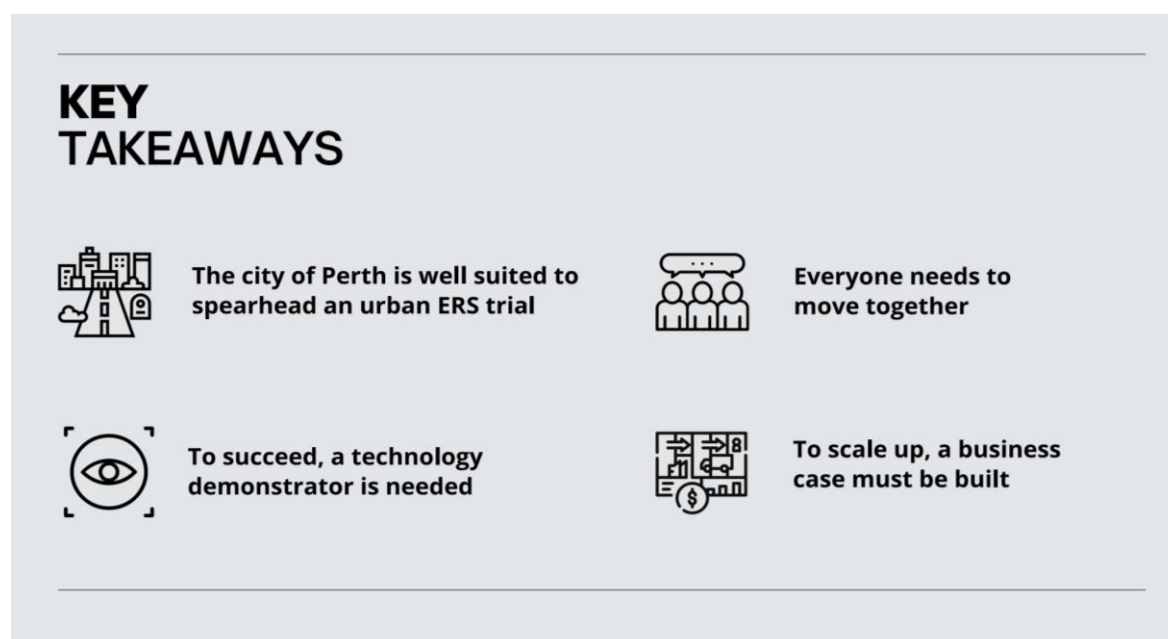 KEY
TAKEAWAYS
The city of Perth is well suited to
spearhead an urban ERS trial
Everyone needs to
move together
To succeed, a technology
demonstrator is needed
To scale up, a business
case must be built